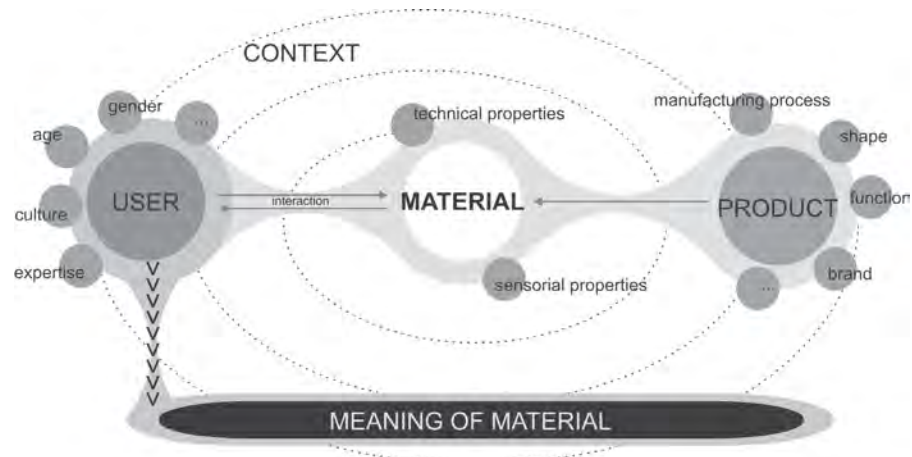 CONTEXT
gender
...
age
USER
culture
expertise
interaction
technical properties
MATERIAL
sensorial properties
manufacturing process
shape
PRODUCT
function
brand
...
MEANING OF MATERIAL